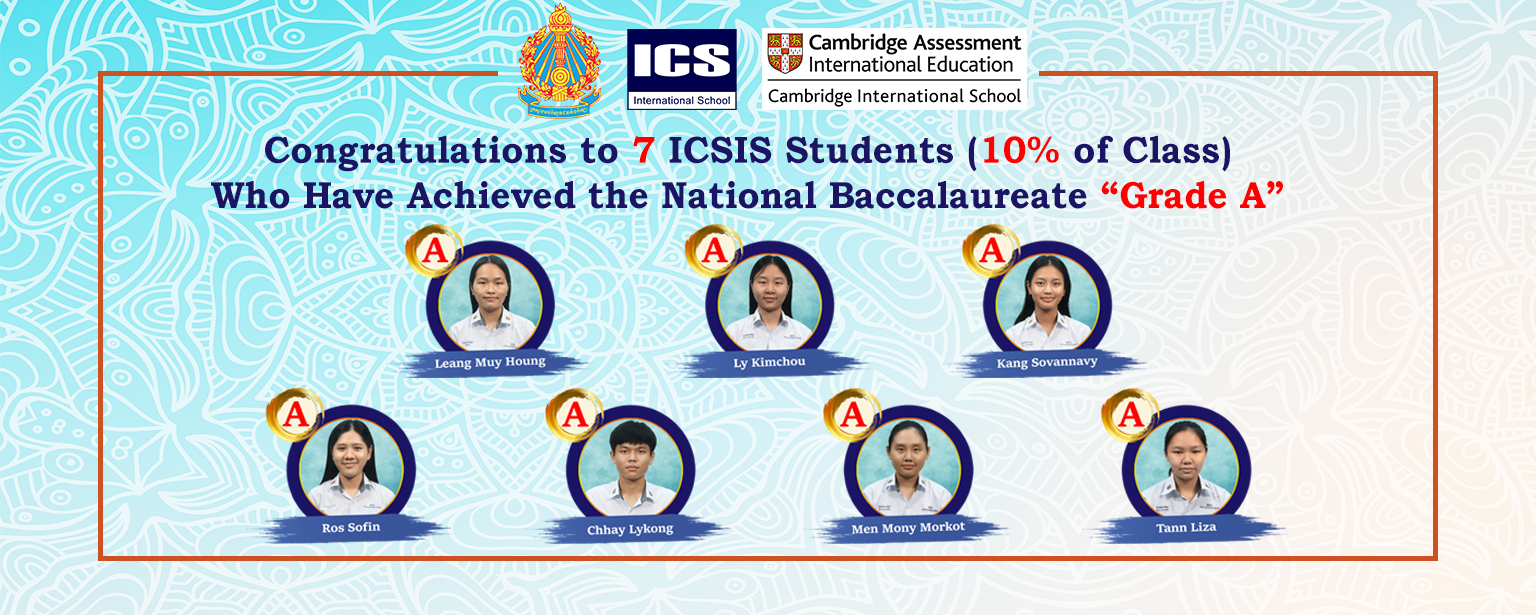 ICS
International School
Cambridge Assessment
International Education
Cambridge International School
Congratulations to 7 ICSIS Students (10% of Class)
Who Have Achieved the National Baccalaureate “Grade A”
A
A
A
Leang Muy Houng
Ly Kimchou
Kang Sovannavy
A
A
A
A
Ros Sofin
Chhay Lykong
Men Mony Morkot
Tann Liza